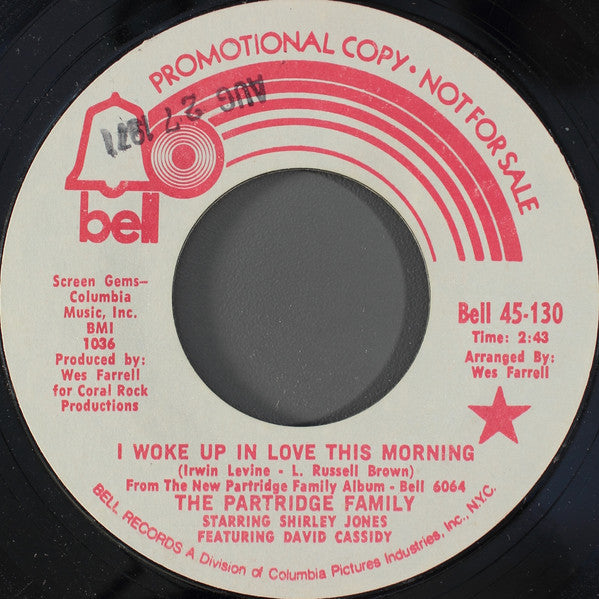 PROMOTIONAL COPY • NOT FOR SALE
AUG 27 1971
bell
Screen Gems–
Columbia
Music, Inc.
BMI
1036
Produced by:
Wes Farrell
for Coral Rock
Productions
Bell 45-130
Time: 2:43
Arranged By:
Wes Farrell
I WOKE UP IN LOVE THIS MORNING
(Irwin Levine - L. Russell Brown)
From The New Partridge Family Album - Bell 6064
THE PARTRIDGE FAMILY
STARRING SHIRLEY JONES
FEATURING DAVID CASSIDY
BELL RECORDS A Division of Columbia Pictures Industries, Inc., N.Y.C.